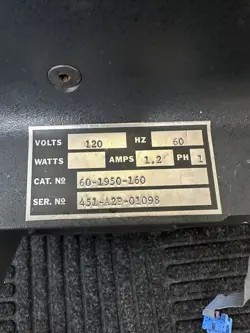 VOLTS 120 HZ 60
WATTS AMPS 1.2 PH 1
CAT. Nº 60-1950-160
SER. Nº 451-A2P-01098